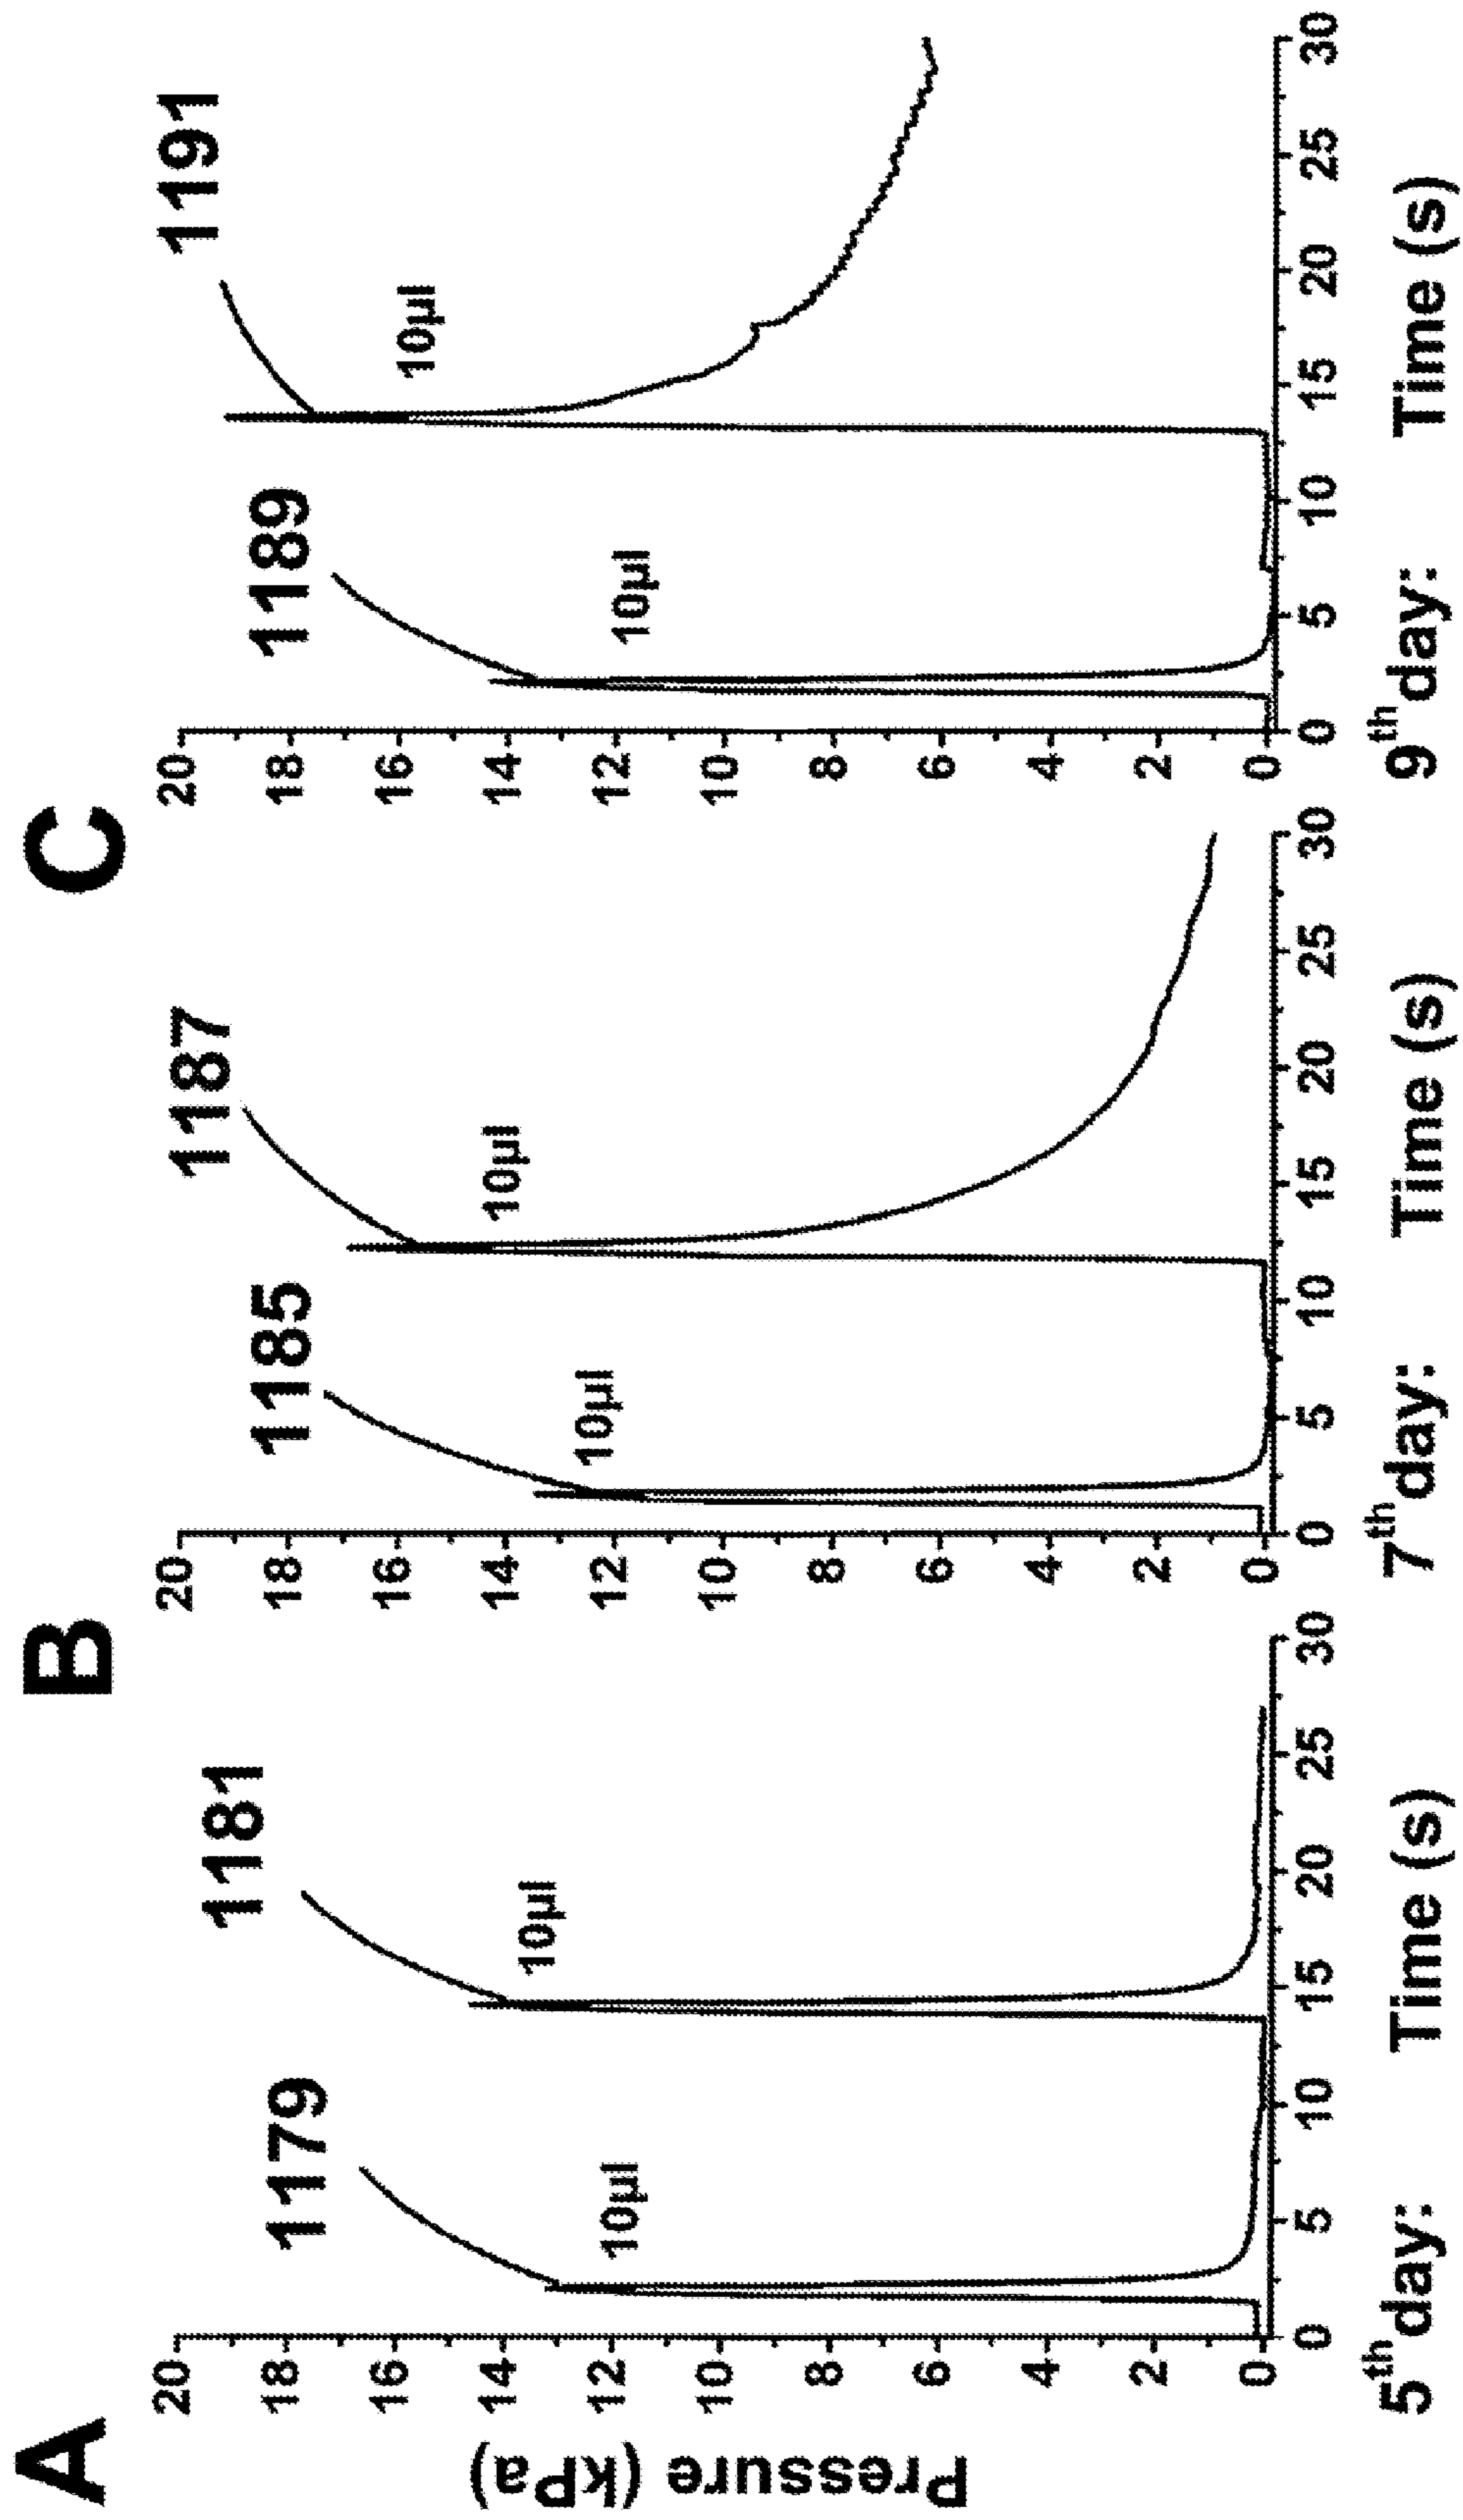 A
B
C
1179
1181
1185
1187
1189
1191
10µl
10µl
10µl
10µl
10µl
10µl
Pressure (kPa)
20
18
16
14
12
10
8
6
4
2
0
20
18
16
14
12
10
8
6
4
2
0
20
18
16
14
12
10
8
6
4
2
0
0 5 10 15 20 25 30
0 5 10 15 20 25 30
0 5 10 15 20 25 30
5th day: Time (s)
7th day: Time (s)
9th day: Time (s)